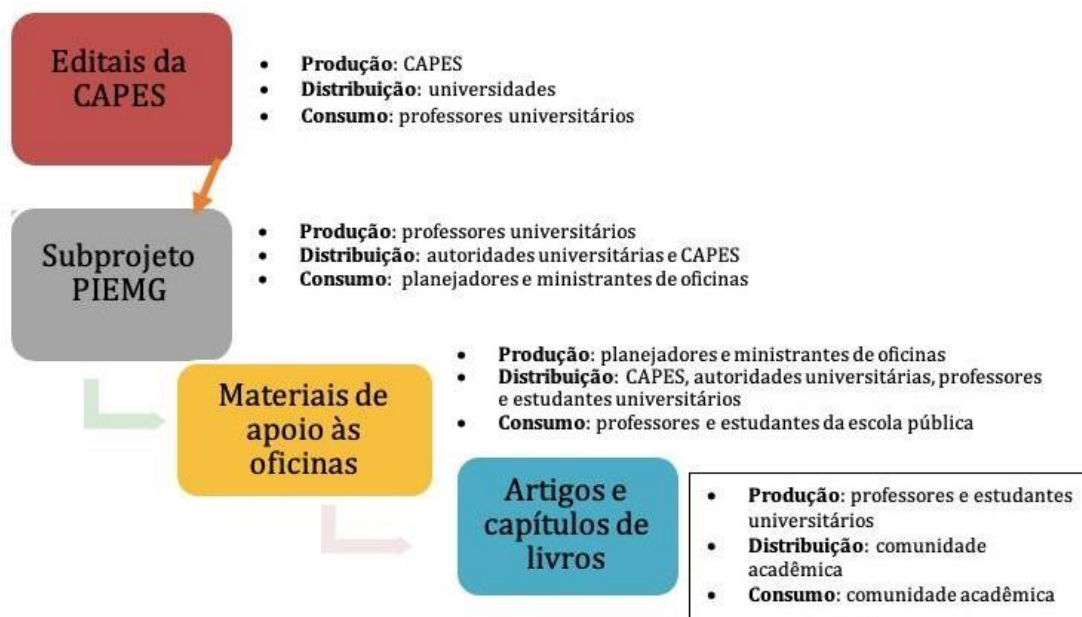 Editais da
CAPES
• Produção: CAPES
• Distribuição: universidades
• Consumo: professores universitários
Subprojeto
PIEMG
• Produção: professores universitários
• Distribuição: autoridades universitárias e CAPES
• Consumo: planejadores e ministrantes de oficinas
Materiais de
apoio às
oficinas
• Produção: planejadores e ministrantes de oficinas
• Distribuição: CAPES, autoridades universitárias, professores
e estudantes universitários
• Consumo: professores e estudantes da escola pública
Artigos e
capítulos de
livros
• Produção: professores e estudantes
universitários
• Distribuição: comunidade
acadêmica
• Consumo: comunidade acadêmica